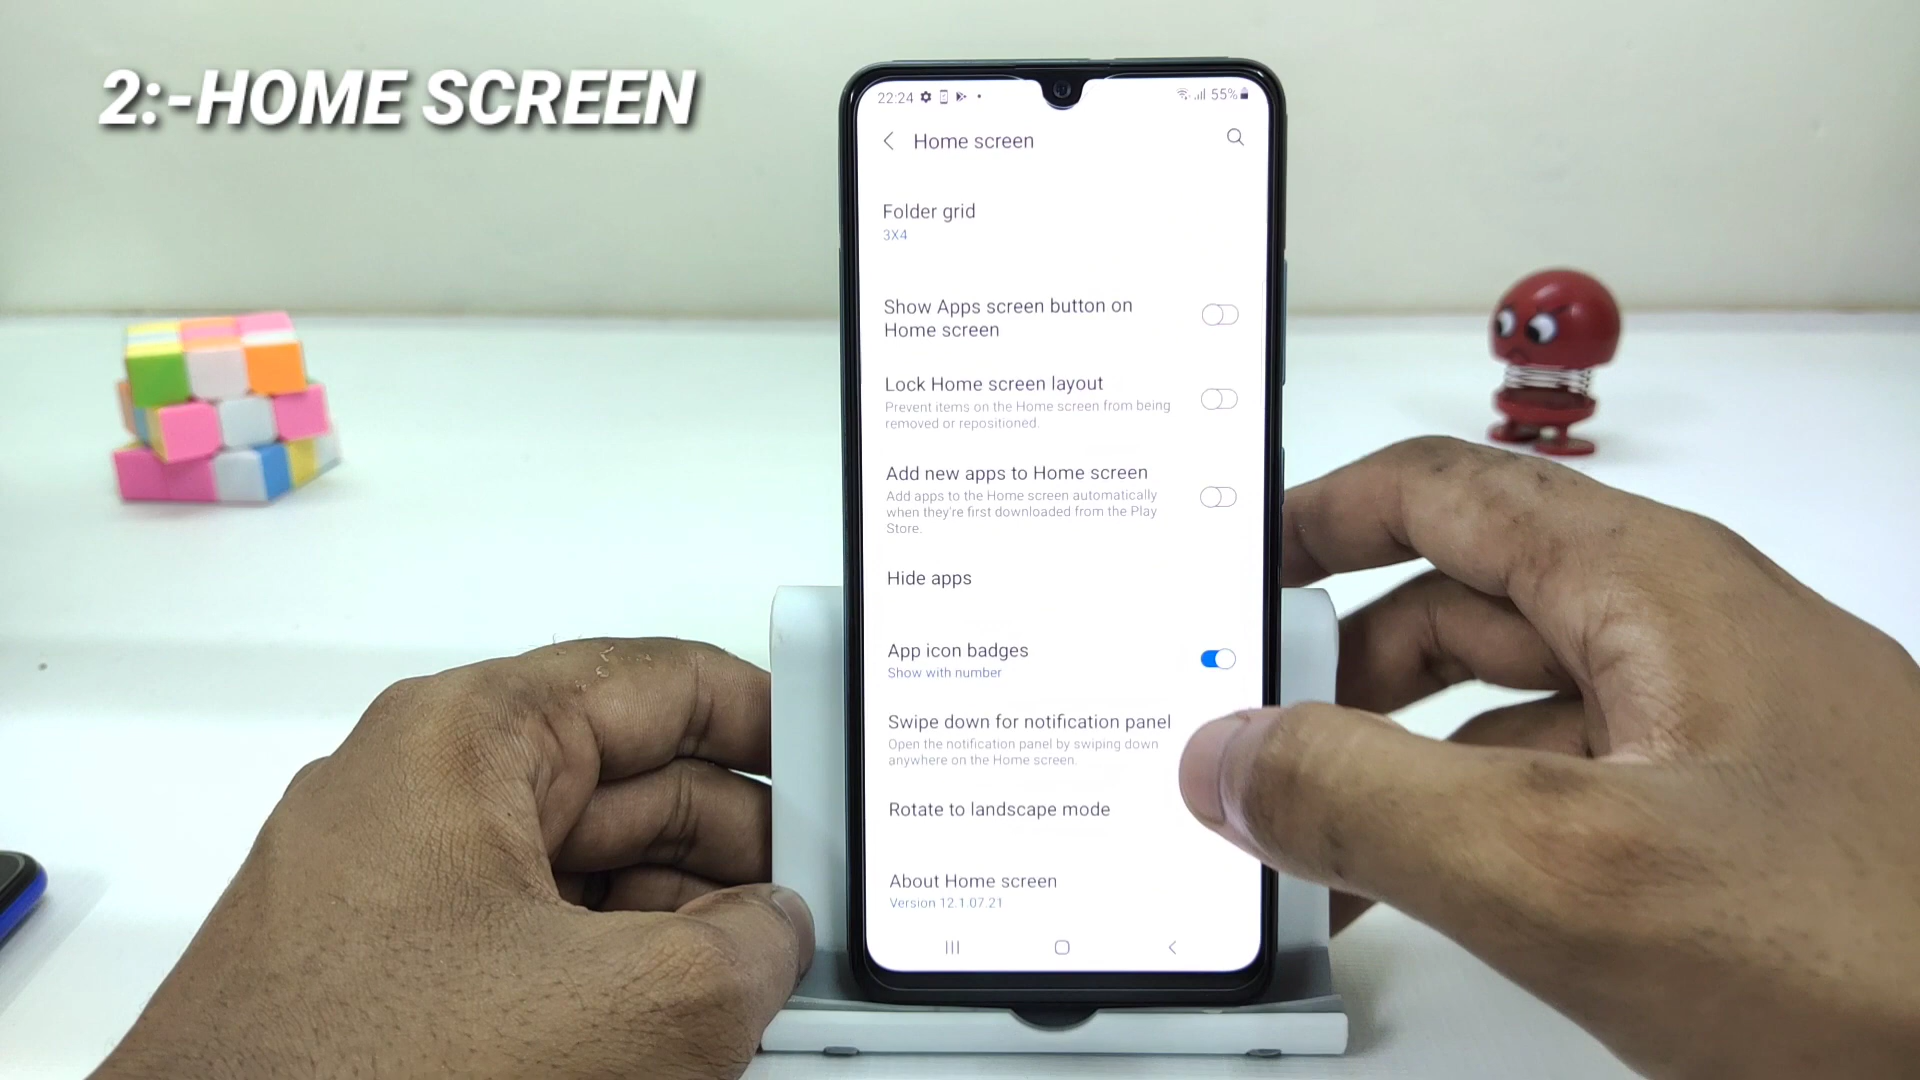 2:-HOME SCREEN
22:24
55%
Home screen
Folder grid
3X4
Show Apps screen button on
Home screen
Lock Home screen layout
Prevent items on the Home screen from being
removed or repositioned.
Add new apps to Home screen
Add apps to the Home screen automatically
when they're first downloaded from the Play
Store.
Hide apps
App icon badges
Show with number
Swipe down for notification panel
Open the notification panel by swiping down
anywhere on the Home screen.
Rotate to landscape mode
About Home screen
Version 12.1.07.21